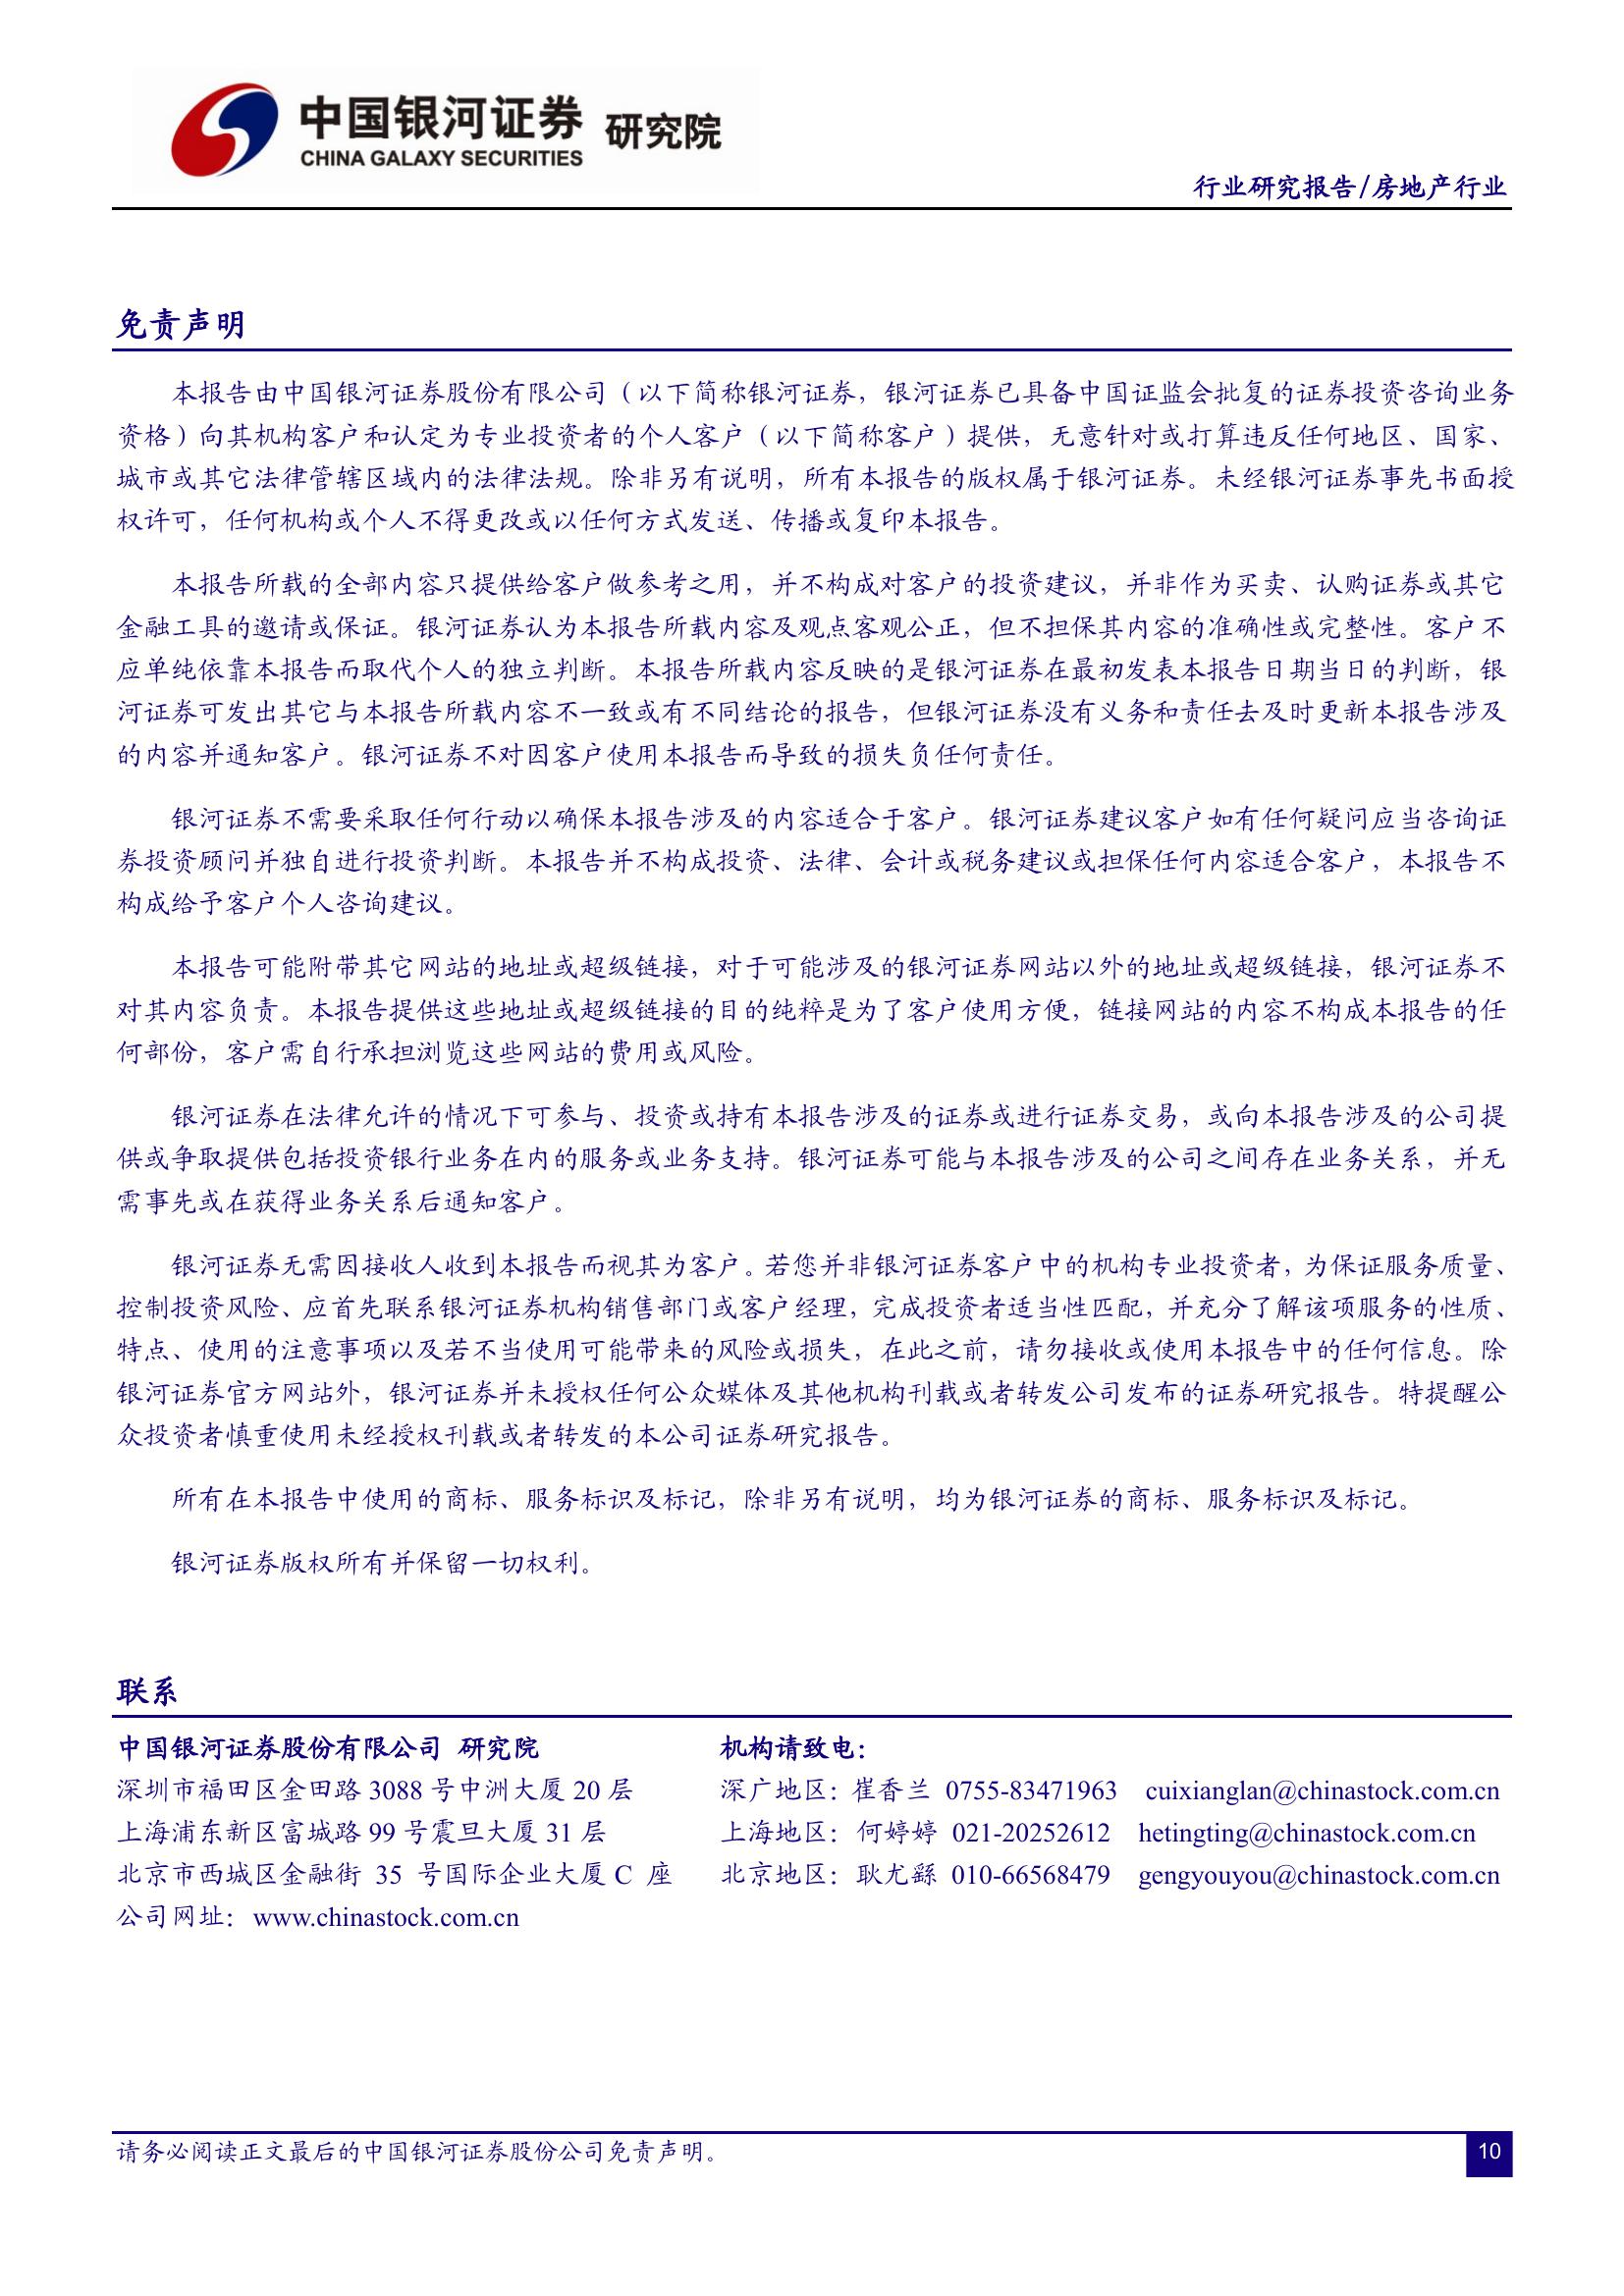 中国银河证券 研究院
CHINA GALAXY SECURITIES
行业研究报告/房地产行业
免责声明
本报告由中国银河证券股份有限公司（以下简称银河证券，银河证券已具备中国证监会批复的证券投资咨询业务
资格）向其机构客户和认定为专业投资者的个人客户（以下简称客户）提供，无意针对或打算违反任何地区、国家、
城市或其它法律管辖区域内的法律法规。除非另有说明，所有本报告的版权属于银河证券。未经银河证券事先书面授
权许可，任何机构或个人不得更改或以任何方式发送、传播或复印本报告。
本报告所载的全部内容只提供给客户做参考之用，并不构成对客户的投资建议，并非作为买卖、认购证券或其它
金融工具的邀请或保证。银河证券认为本报告所载内容及观点客观公正，但不担保其内容的准确性或完整性。客户不
应单纯依靠本报告而取代个人的独立判断。本报告所载内容反映的是银河证券在最初发表本报告日期当日的判断，银
河证券可发出其它与本报告所载内容不一致或有不同结论的报告，但银河证券没有义务和责任去及时更新本报告涉及
的内容并通知客户。银河证券不对因客户使用本报告而导致的损失负任何责任。
银河证券不需要采取任何行动以确保本报告涉及的内容适合于客户。银河证券建议客户如有任何疑问应当咨询证
券投资顾问并独自进行投资判断。本报告并不构成投资、法律、会计或税务建议或担保任何内容适合客户，本报告不
构成给予客户个人咨询建议。
本报告可能附带其它网站的地址或超级链接，对于可能涉及的银河证券网站以外的地址或超级链接，银河证券不
对其内容负责。本报告提供这些地址或超级链接的目的纯粹是为了客户使用方便，链接网站的内容不构成本报告的任
何部份，客户需自行承担浏览这些网站的费用或风险。
银河证券在法律允许的情况下可参与、投资或持有本报告涉及的证券或进行证券交易，或向本报告涉及的公司提
供或争取提供包括投资银行业务在内的服务或业务支持。银河证券可能与本报告涉及的公司之间存在业务关系，并无
需事先或在获得业务关系后通知客户。
银河证券无需因接收人收到本报告而视其为客户。若您并非银河证券客户中的机构专业投资者，为保证服务质量、
控制投资风险、应首先联系银河证券机构销售部门或客户经理，完成投资者适当性匹配，并充分了解该项服务的性质、
特点、使用的注意事项以及若不当使用可能带来的风险或损失，在此之前，请勿接收或使用本报告中的任何信息。除
银河证券官方网站外，银河证券并未授权任何公众媒体及其他机构刊载或者转发公司发布的证券研究报告。特提醒公
众投资者慎重使用未经授权刊载或者转发的本公司证券研究报告。
所有在本报告中使用的商标、服务标识及标记，除非另有说明，均为银河证券的商标、服务标识及标记。
银河证券版权所有并保留一切权利。
联系
中国银河证券股份有限公司 研究院 机构请致电：
深圳市福田区金田路 3088 号中洲大厦 20 层 深广地区：崔香兰 0755-83471963 cuixianglan@chinastock.com.cn
上海浦东新区富城路 99 号震旦大厦 31 层 上海地区：何婷婷 021-20252612 hetingting@chinastock.com.cn
北京市西城区金融街 35 号国际企业大厦 C 座 北京地区：耿尤繇 010-66568479 gengyouyou@chinastock.com.cn
公司网址：www.chinastock.com.cn
请务必阅读正文最后的中国银河证券股份公司免责声明。 10